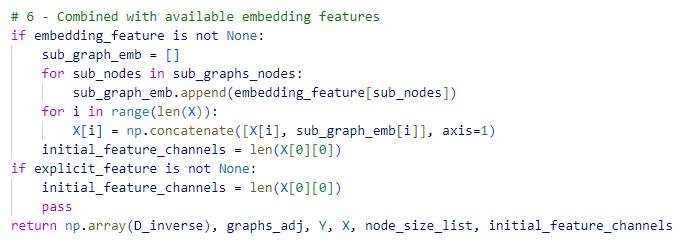 # 6 - Combined with available embedding features
if embedding_feature is not None:
    sub_graph_emb = []
    for sub_nodes in sub_graphs_nodes:
        sub_graph_emb.append(embedding_feature[sub_nodes])
    for i in range(len(X)):
        X[i] = np.concatenate([X[i], sub_graph_emb[i]], axis=1)
    initial_feature_channels = len(X[0][0])
if explicit_feature is not None:
    initial_feature_channels = len(X[0][0])
    pass
return np.array(D_inverse), graphs_adj, Y, X, node_size_list, initial_feature_channels